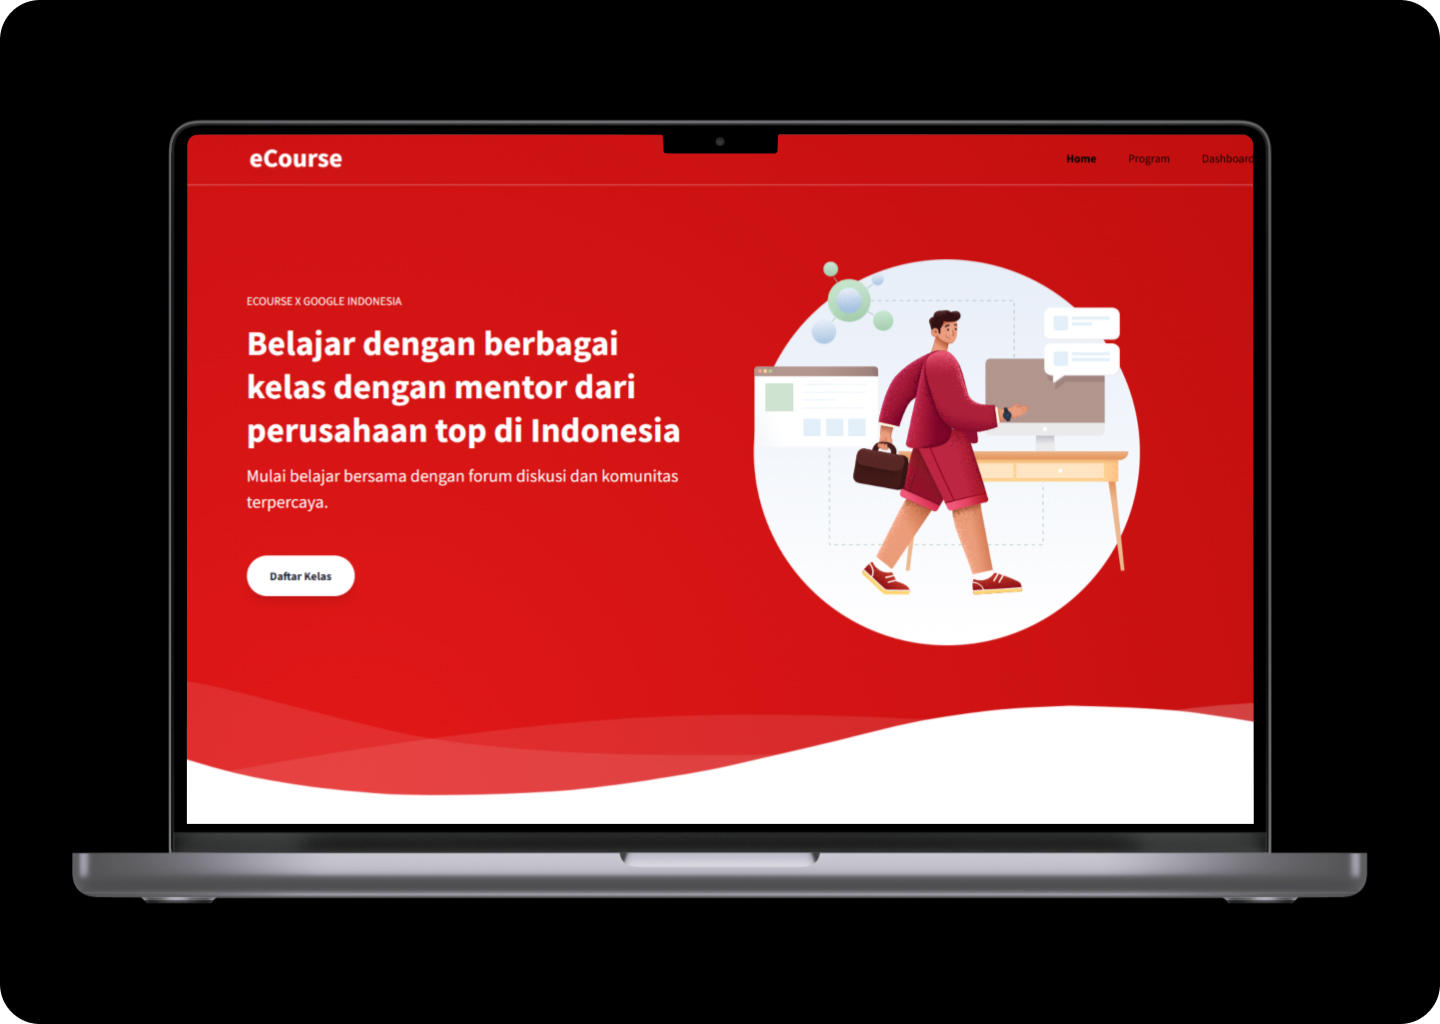 eCourse
Home Program Dashboard
ECOURSE X GOOGLE INDONESIA
Belajar dengan berbagai
kelas dengan mentor dari
perusahaan top di Indonesia
Mulai belajar bersama dengan forum diskusi dan komunitas
terpercaya.
Daftar Kelas